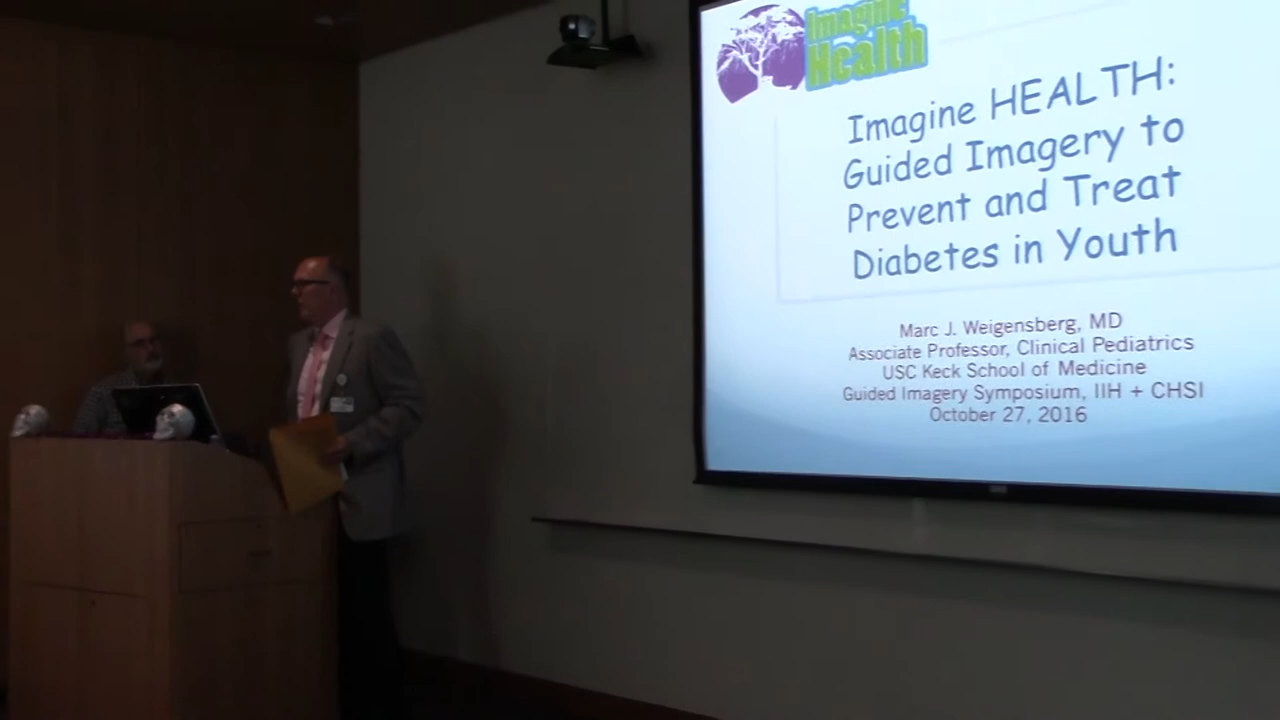 Imagine
Health
Imagine HEALTH:
Guided Imagery to
Prevent and Treat
Diabetes in Youth
Marc J. Weigensberg, MD
Associate Professor, Clinical Pediatrics
USC Keck School of Medicine
Guided Imagery Symposium, IIH + CHSI
October 27, 2016